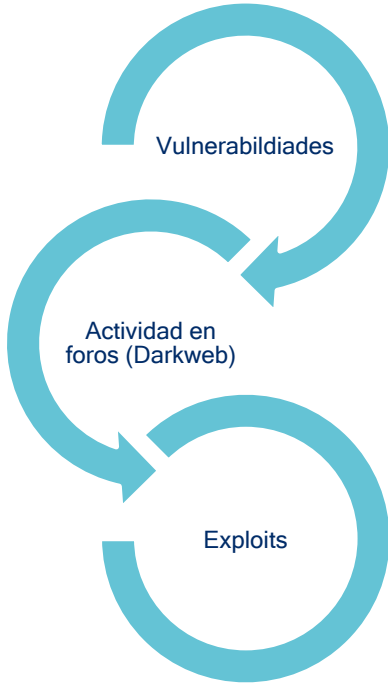 Vulnerabildiades
Actividad en
foros (Darkweb)
Exploits